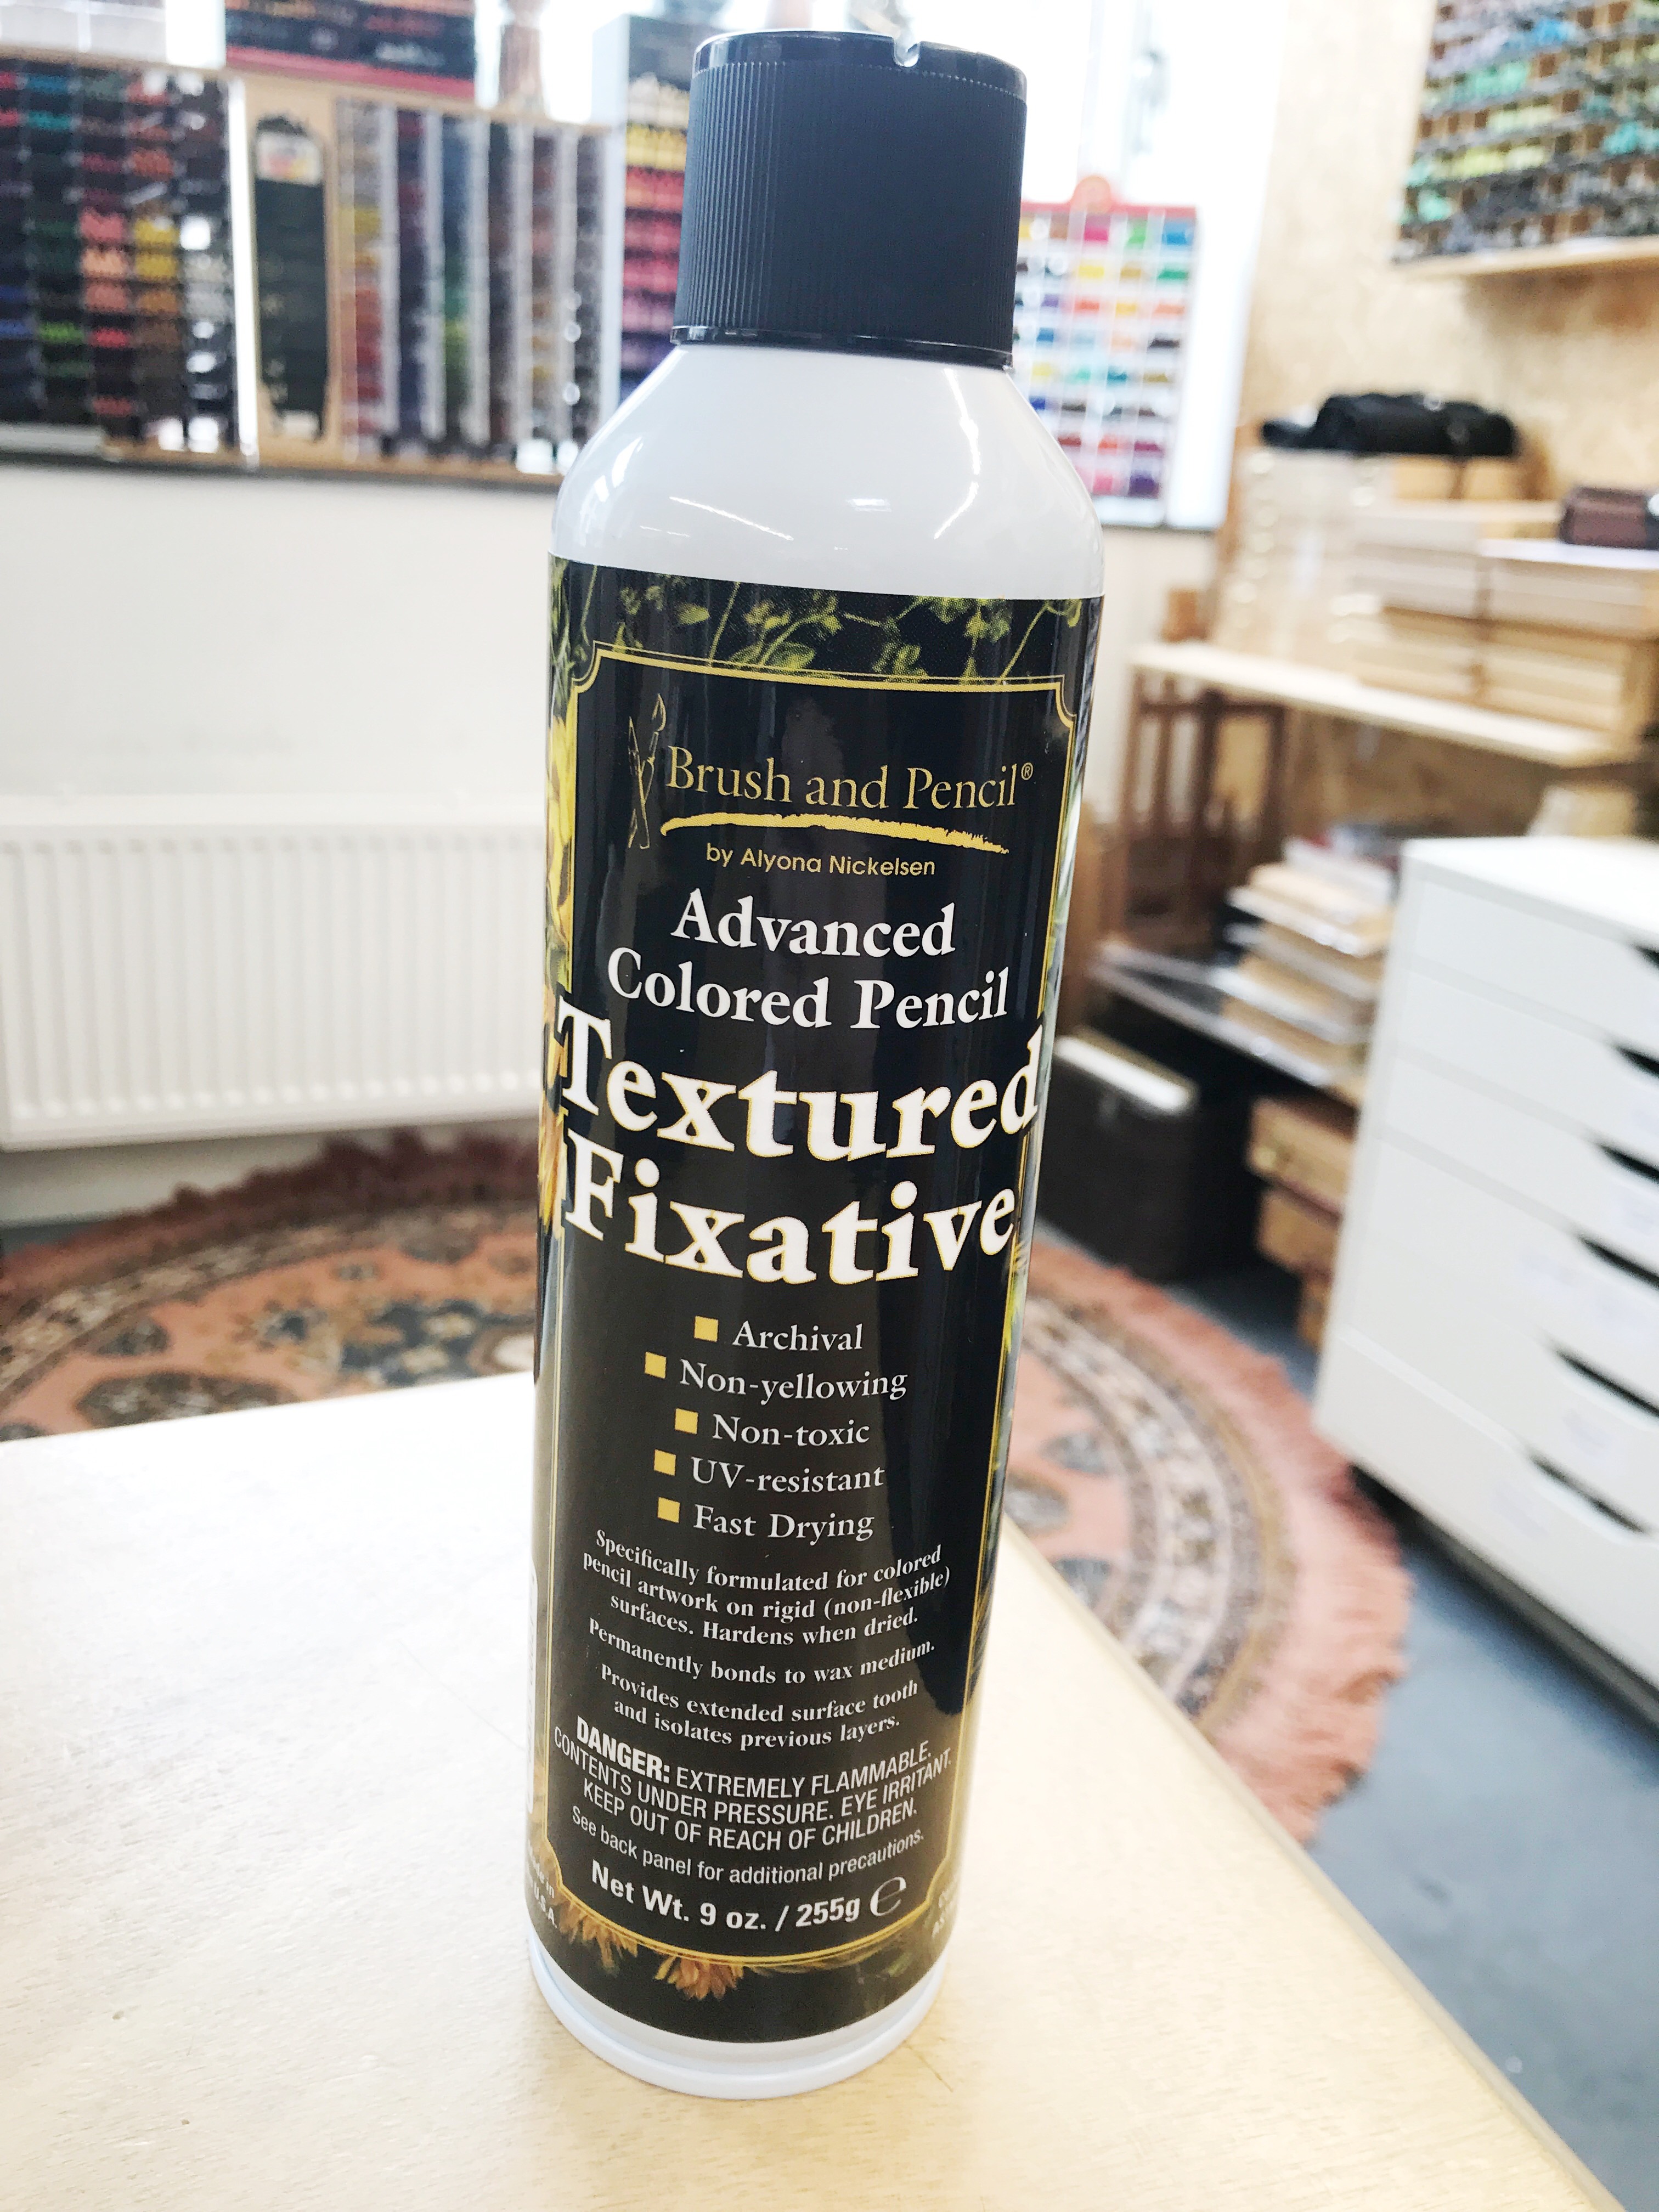 Brush and Pencil®
by Alyona Nickelsen
Advanced
Colored Pencil
Textured
Fixative
Archival
Non-yellowing
Non-toxic
UV-resistant
Fast Drying
Specifically formulated for colored
pencil artwork on rigid (non-flexible)
surfaces. Hardens when dried.
Permanently bonds to wax medium.
Provides extended surface tooth
and isolates previous layers.
DANGER: EXTREMELY FLAMMABLE.
CONTENTS UNDER PRESSURE. EYE IRRITANT.
KEEP OUT OF REACH OF CHILDREN.
See back panel for additional precautions.
Net Wt. 9 oz. / 255g ℮
in
U.S.A.